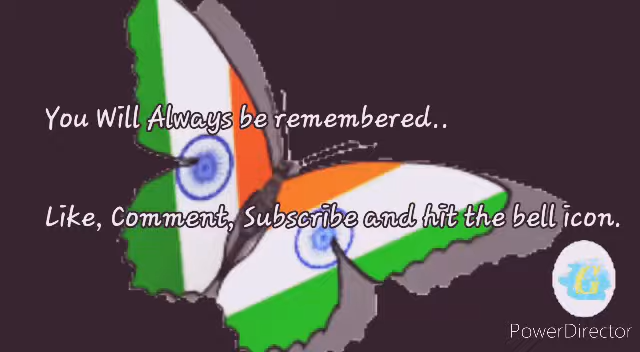 You Will Always be remembered..
Like, Comment, Subscribe and hit the bell icon.
G
PowerDirector